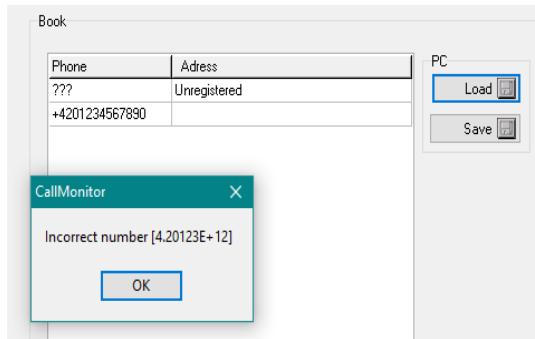 Book
Phone Adress
??? Unregistered
+4201234567890
PC
Load
Save
CallMonitor
Incorrect number [4.20123E+12]
OK